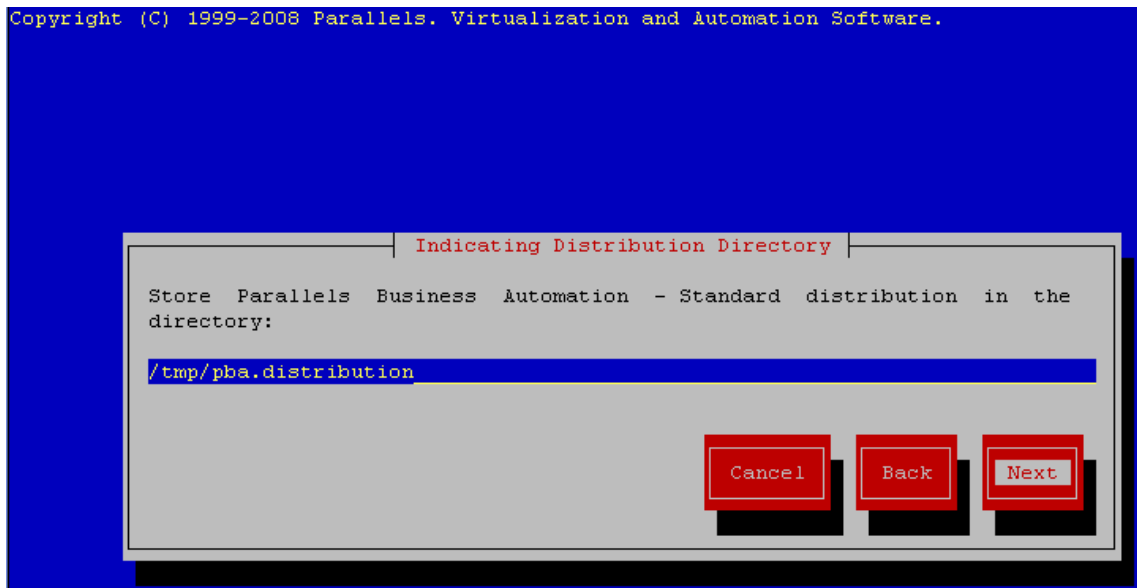 Copyright (C) 1999-2008 Parallels. Virtualization and Automation Software.
Indicating Distribution Directory
Store Parallels Business Automation - Standard distribution in the
directory:
/tmp/pba.distribution
Cancel Back Next